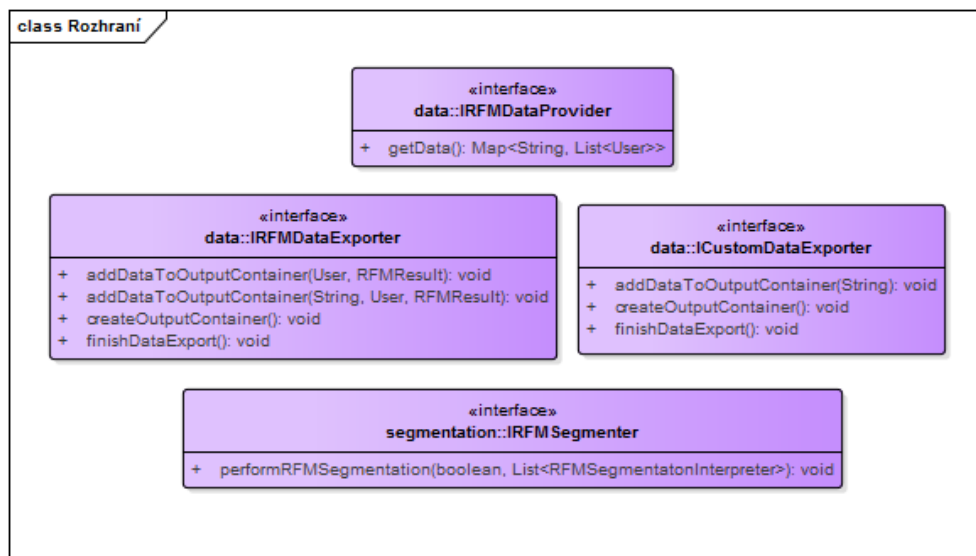 class Rozhraní
«interface»
data::IRFMDataProvider
+ getData(): Map<String, List<User>>
«interface»
data::IRFMDataExporter
+ addDataToOutputContainer(User, RFMResult): void
+ addDataToOutputContainer(String, User, RFMResult): void
+ createOutputContainer(): void
+ finishDataExport(): void
«interface»
data::ICustomDataExporter
+ addDataToOutputContainer(String): void
+ createOutputContainer(): void
+ finishDataExport(): void
«interface»
segmentation::IRFMSegmenter
+ performRFMSegmentation(boolean, List<RFMSegmentatonInterpreter>): void